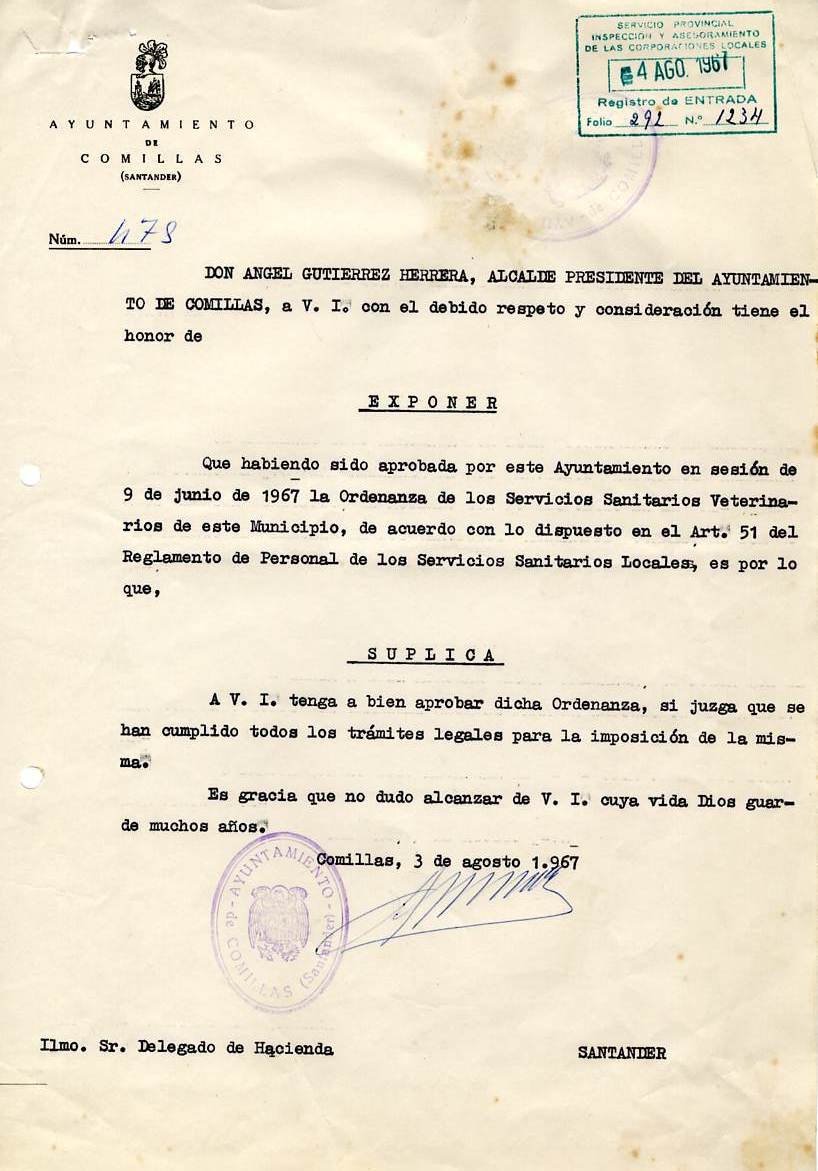 SERVICIO PROVINCIAL
INSPECCIÓN Y ASESORAMIENTO
DE LAS CORPORACIONES LOCALES
4 AGO. 1967
Registro de ENTRADA
Folio 292 N.º 1234
AYUNTAMIENTO
DE
COMILLAS
(SANTANDER)
de COMILL
Núm. 479
DON ANGEL GUTIERREZ HERRERA, ALCALDE PRESIDENTE DEL AYUNTAMIEN-
TO DE COMILLAS, a V. I. con el debido respeto y consideración tiene el
honor de
E X P O N E R
Que habiendo sido aprobada por este Ayuntamiento en sesión de
9 de junio de 1967 la Ordenanza de los Servicios Sanitarios Veterina-
rios de este Municipio, de acuerdo con lo dispuesto en el Art. 51 del
Reglamento de Personal de los Servicios Sanitarios Locales, es por lo
que,
S U P L I C A
A V. I. tenga a bien aprobar dicha Ordenanza, si juzga que se
han cumplido todos los trámites legales para la imposición de la mis-
ma.
Es gracia que no dudo alcanzar de V. I. cuya vida Dios guar-
de muchos años.
Comillas, 3 de agosto 1.967
AYUNTAMIENTO - de COMILLAS (Santander)
Ilmo. Sr. Delegado de Hacienda SANTANDER